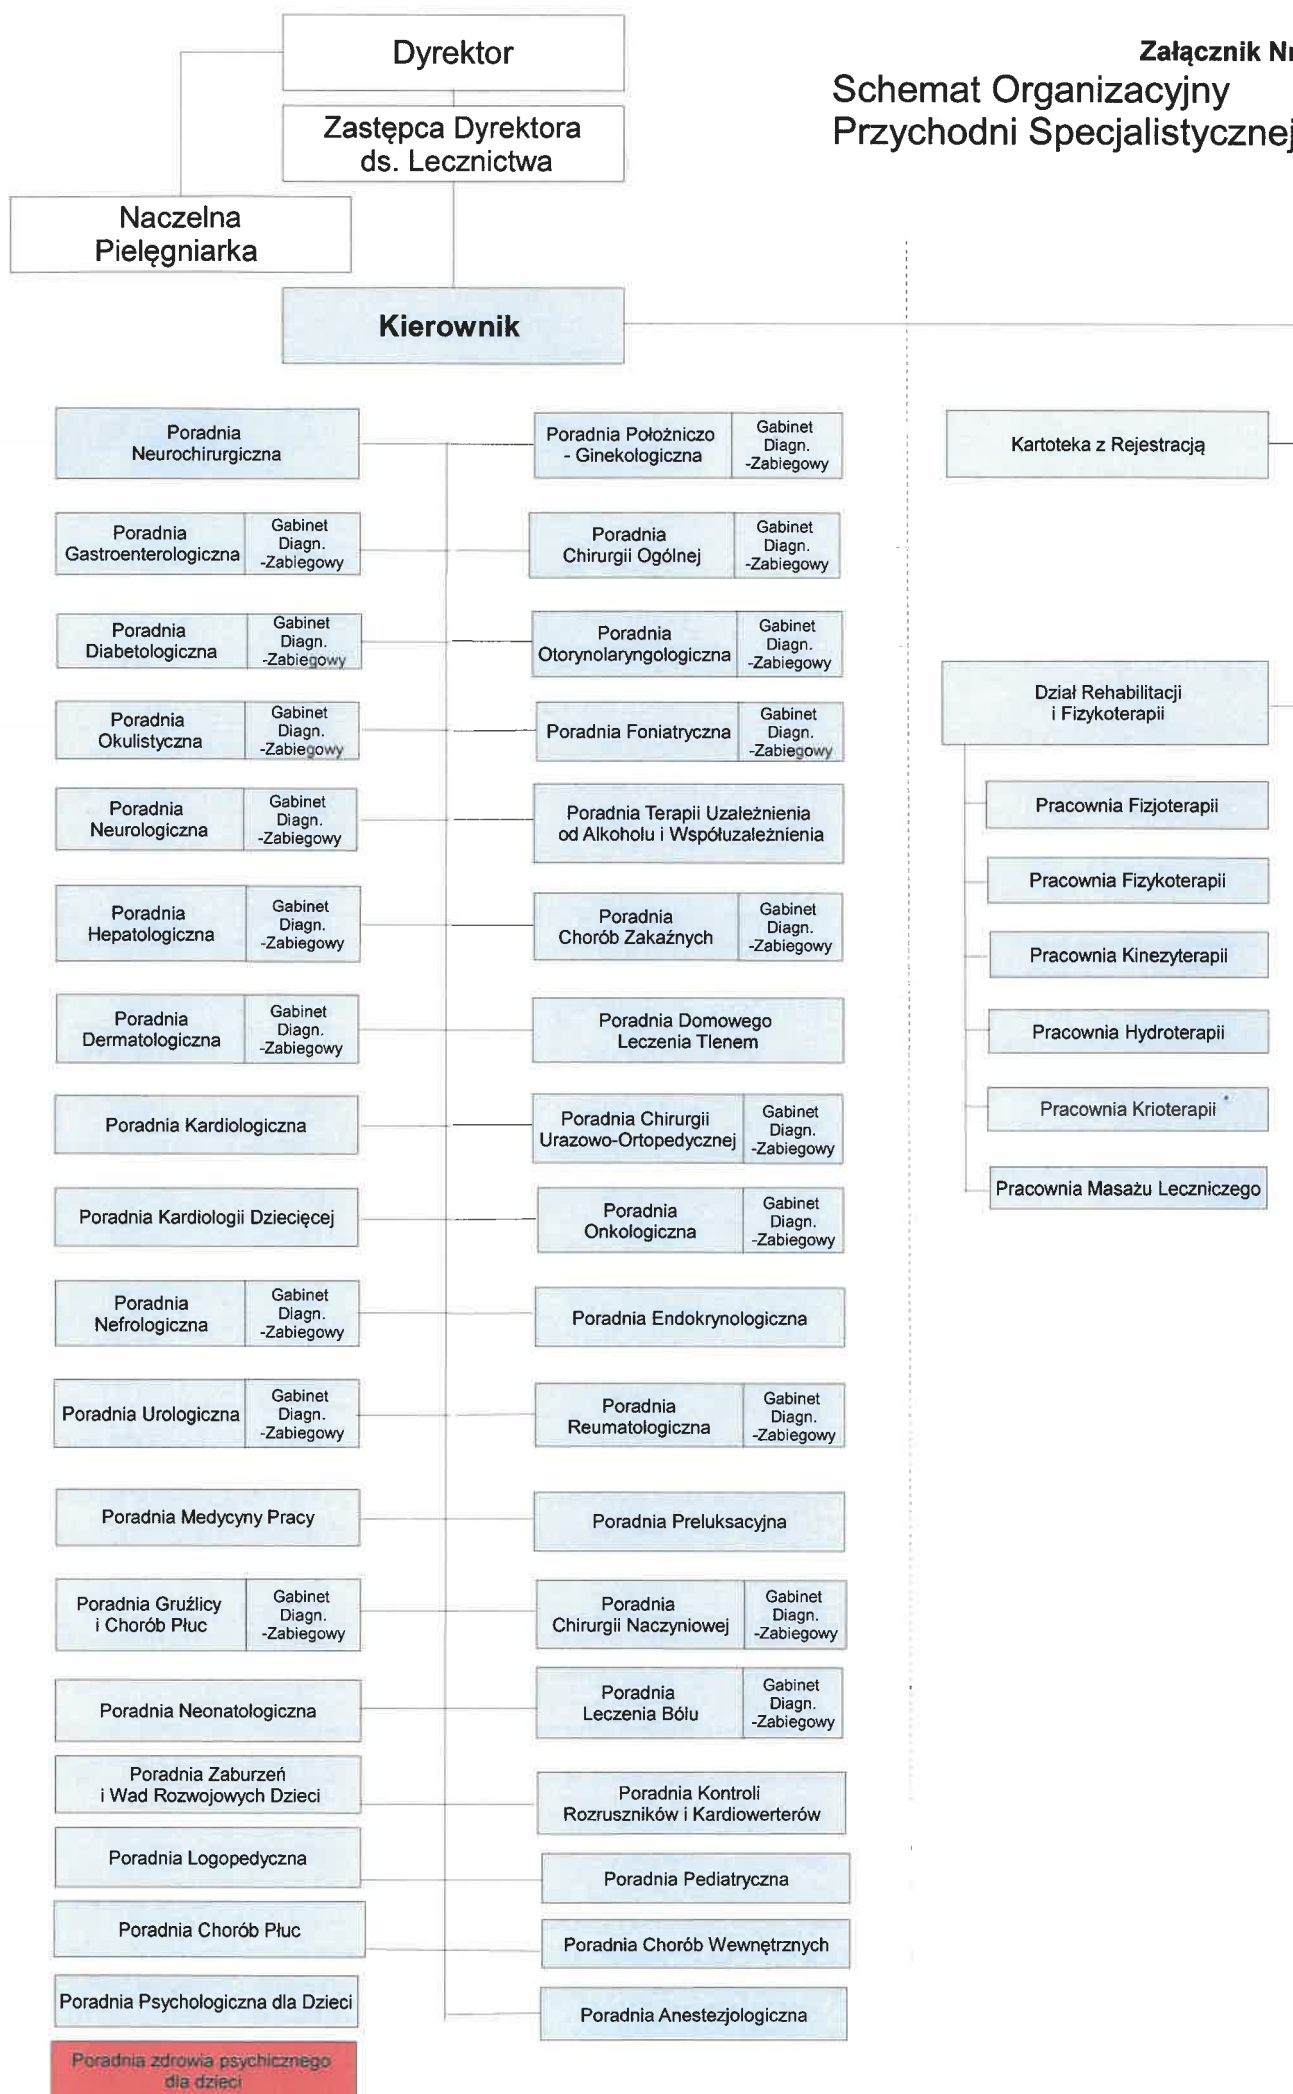 Dyrektor
Załącznik Nr
Schemat Organizacyjny
Przychodni Specjalistycznej
Zastępca Dyrektora
ds. Lecznictwa
Naczelna
Pielęgniarka
Kierownik
Poradnia
Neurochirurgiczna
Poradnia
Gastroenterologiczna
Gabinet
Diagn.
-Zabiegowy
Poradnia
Diabetologiczna
Gabinet
Diagn.
-Zabiegowy
Poradnia
Okulistyczna
Gabinet
Diagn.
-Zabiegowy
Poradnia
Neurologiczna
Gabinet
Diagn.
-Zabiegowy
Poradnia
Hepatologiczna
Gabinet
Diagn.
-Zabiegowy
Poradnia
Dermatologiczna
Gabinet
Diagn.
-Zabiegowy
Poradnia Kardiologiczna
Poradnia Kardiologii Dziecięcej
Poradnia
Nefrologiczna
Gabinet
Diagn.
-Zabiegowy
Poradnia Urologiczna
Gabinet
Diagn.
-Zabiegowy
Poradnia Medycyny Pracy
Poradnia Gruźlicy
i Chorób Płuc
Gabinet
Diagn.
-Zabiegowy
Poradnia Neonatologiczna
Poradnia Zaburzeń
i Wad Rozwojowych Dzieci
Poradnia Logopedyczna
Poradnia Chorób Płuc
Poradnia Psychologiczna dla Dzieci
Poradnia zdrowia psychicznego
dla dzieci
Poradnia Położniczo
- Ginekologiczna
Gabinet
Diagn.
-Zabiegowy
Poradnia
Chirurgii Ogólnej
Gabinet
Diagn.
-Zabiegowy
Poradnia
Otorynolaryngologiczna
Gabinet
Diagn.
-Zabiegowy
Poradnia Foniatryczna
Gabinet
Diagn.
-Zabiegowy
Poradnia Terapii Uzależnienia
od Alkoholu i Współuzależnienia
Poradnia
Chorób Zakaźnych
Gabinet
Diagn.
-Zabiegowy
Poradnia Domowego
Leczenia Tlenem
Poradnia Chirurgii
Urazowo-Ortopedycznej
Gabinet
Diagn.
-Zabiegowy
Poradnia
Onkologiczna
Gabinet
Diagn.
-Zabiegowy
Poradnia Endokrynologiczna
Poradnia
Reumatologiczna
Gabinet
Diagn.
-Zabiegowy
Poradnia Preluksacyjna
Poradnia
Chirurgii Naczyniowej
Gabinet
Diagn.
-Zabiegowy
Poradnia
Leczenia Bólu
Gabinet
Diagn.
-Zabiegowy
Poradnia Kontroli
Rozruszników i Kardiowerterów
Poradnia Pediatryczna
Poradnia Chorób Wewnętrznych
Poradnia Anestezjologiczna
Kartoteka z Rejestracją
Dział Rehabilitacji
i Fizykoterapii
Pracownia Fizjoterapii
Pracownia Fizykoterapii
Pracownia Kinezyterapii
Pracownia Hydroterapii
Pracownia Krioterapii
Pracownia Masażu Leczniczego